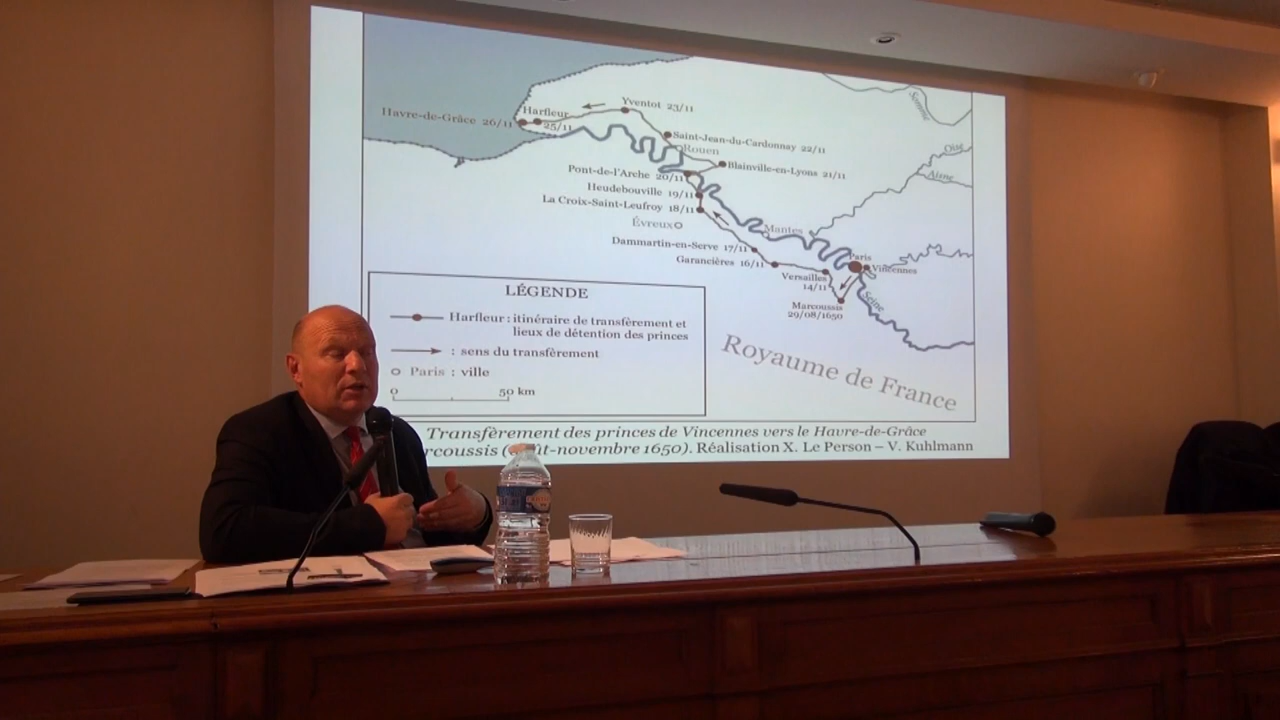 Somme
Yventot 23/11
Harfleur
Havre-de-Grâce 26/11
25/11
Saint-Jean-du-Cardonnay 22/11
Rouen
Oise
Blainville-en-Lyons 21/11
Pont-de-l'Arche 20/11
Aisne
Heudebouville 19/11
La Croix-Saint-Leufroy 18/11
Évreux
Mantes
Dammartin-en-Serve 17/11
Garancières 16/11
Paris
Vincennes
Versailles
14/11
Marcoussis
29/08/1650
Seine
LÉGENDE
Harfleur : itinéraire de transfèrement et
lieux de détention des princes
: sens du transfèrement
Paris : ville
0 50 km
Royaume de France
Transfèrement des princes de Vincennes vers le Havre-de-Grâce
-novembre 1650). Réalisation X. Le Person – V. Kuhlmann